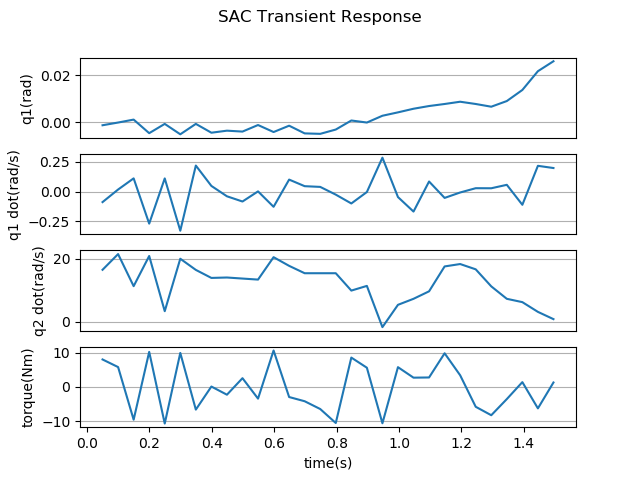 SAC Transient Response
q1(rad)
0.02
0.00
q1 dot(rad/s)
0.25
0.00
−0.25
q2 dot(rad/s)
20
0
torque(Nm)
10
0
−10
0.0 0.2 0.4 0.6 0.8 1.0 1.2 1.4
time(s)